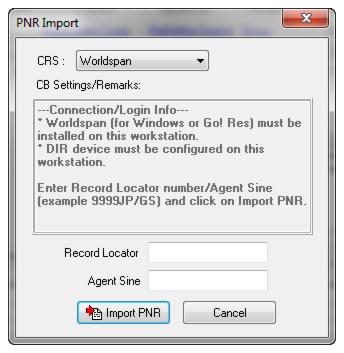 PNR Import
CRS : Worldspan
CB Settings/Remarks:
---Connection/Login Info---
* Worldspan (for Windows or Go! Res) must be
installed on this workstation.
* DIR device must be configured on this
workstation.
Enter Record Locator number/Agent Sine
(example 9999JP/GS) and click on Import PNR.
Record Locator
Agent Sine
Import PNR Cancel